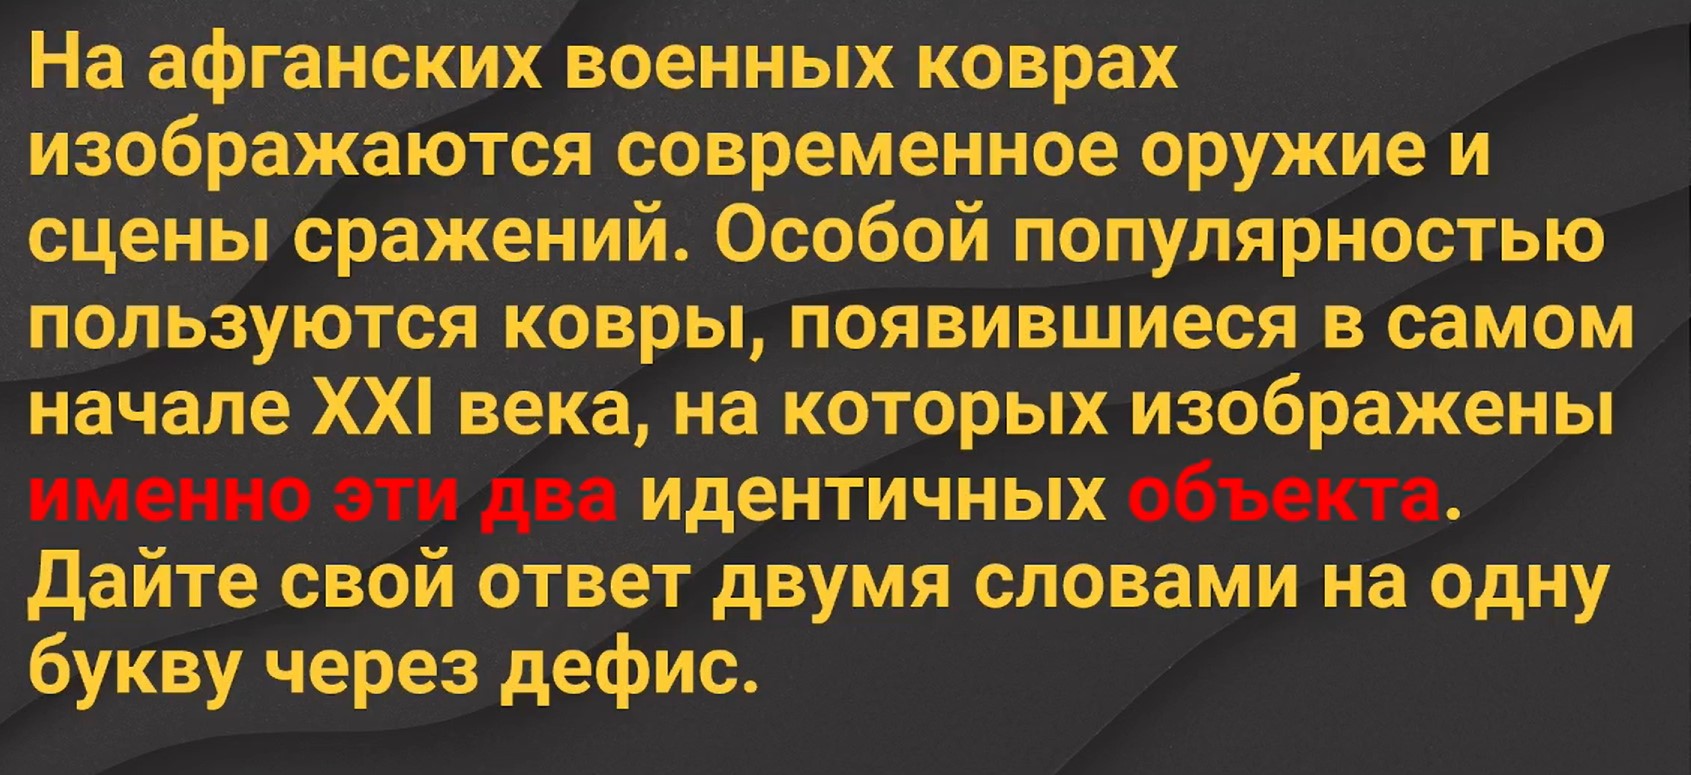 На афганских военных коврах
изображаются современное оружие и
сцены сражений. Особой популярностью
пользуются ковры, появившиеся в самом
начале XXI века, на которых изображены
именно эти два идентичных объекта.
Дайте свой ответ двумя словами на одну
букву через дефис.